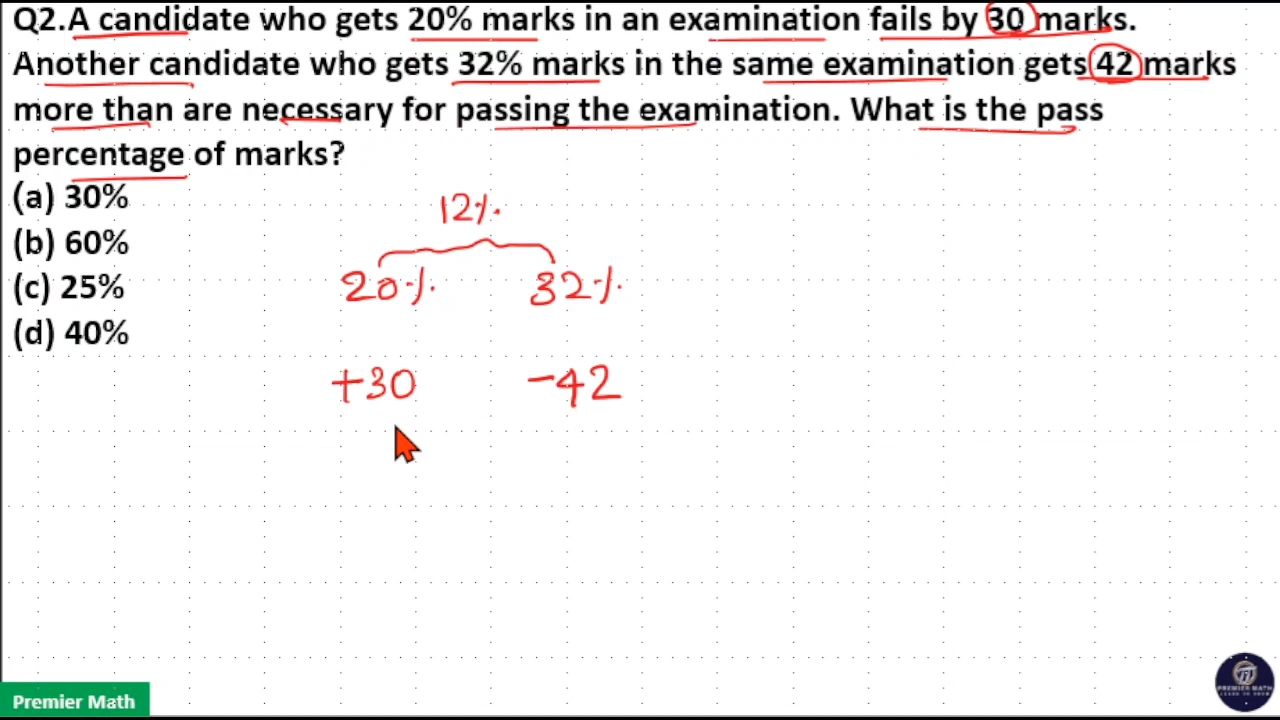 Q2.A candidate who gets 20% marks in an examination fails by 30 marks.
Another candidate who gets 32% marks in the same examination gets 42 marks
more than are necessary for passing the examination. What is the pass
percentage of marks?
(a) 30%
(b) 60%
(c) 25%
(d) 40%
12%
20% 32%
+30 -42
Premier Math
PREMIER MATH